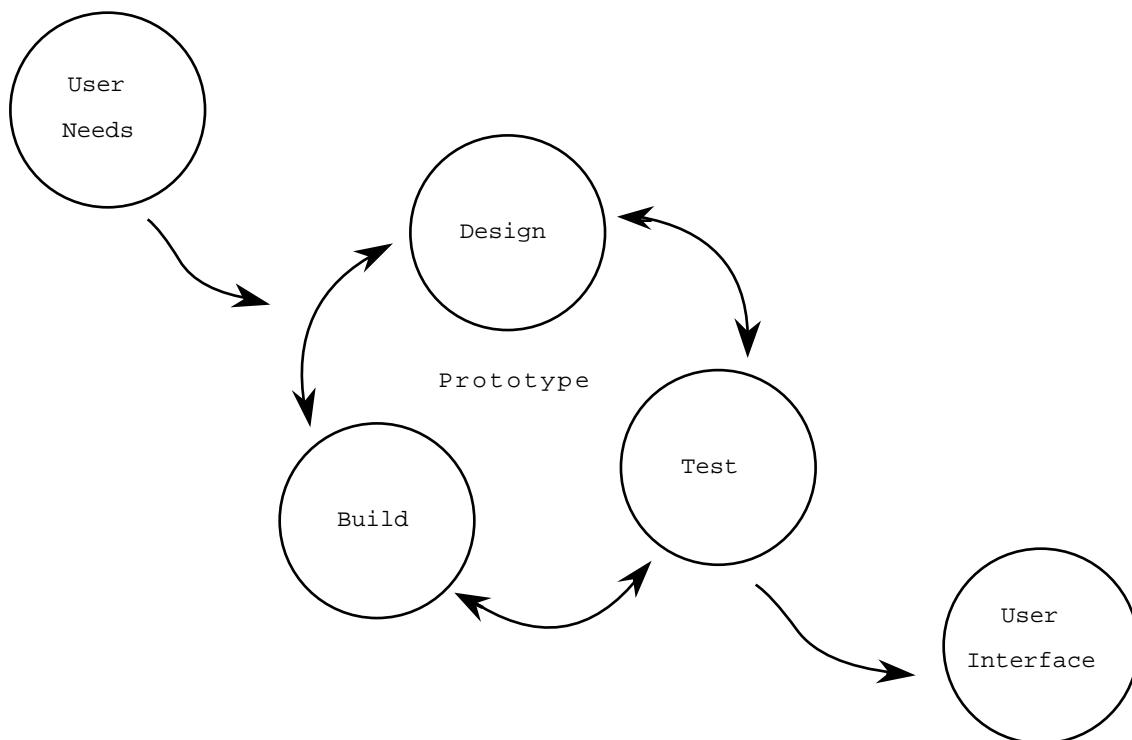 User
Needs
Design
Prototype
Test
Build
User
Interface